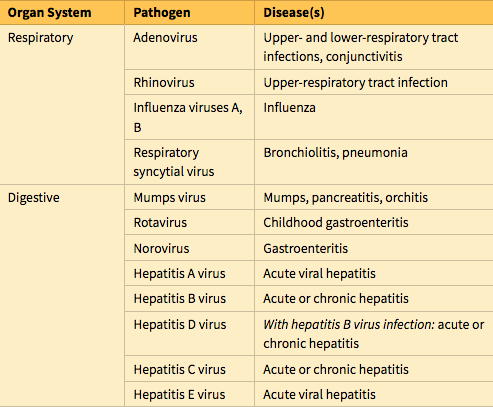 Organ System Pathogen Disease(s)
Respiratory Adenovirus Upper- and lower-respiratory tract
infections, conjunctivitis
Rhinovirus Upper-respiratory tract infection
Influenza viruses A, Influenza
B
Respiratory Bronchiolitis, pneumonia
syncytial virus
Digestive Mumps virus Mumps, pancreatitis, orchitis
Rotavirus Childhood gastroenteritis
Norovirus Gastroenteritis
Hepatitis A virus Acute viral hepatitis
Hepatitis B virus Acute or chronic hepatitis
Hepatitis D virus With hepatitis B virus infection: acute or
chronic hepatitis
Hepatitis C virus Acute or chronic hepatitis
Hepatitis E virus Acute viral hepatitis